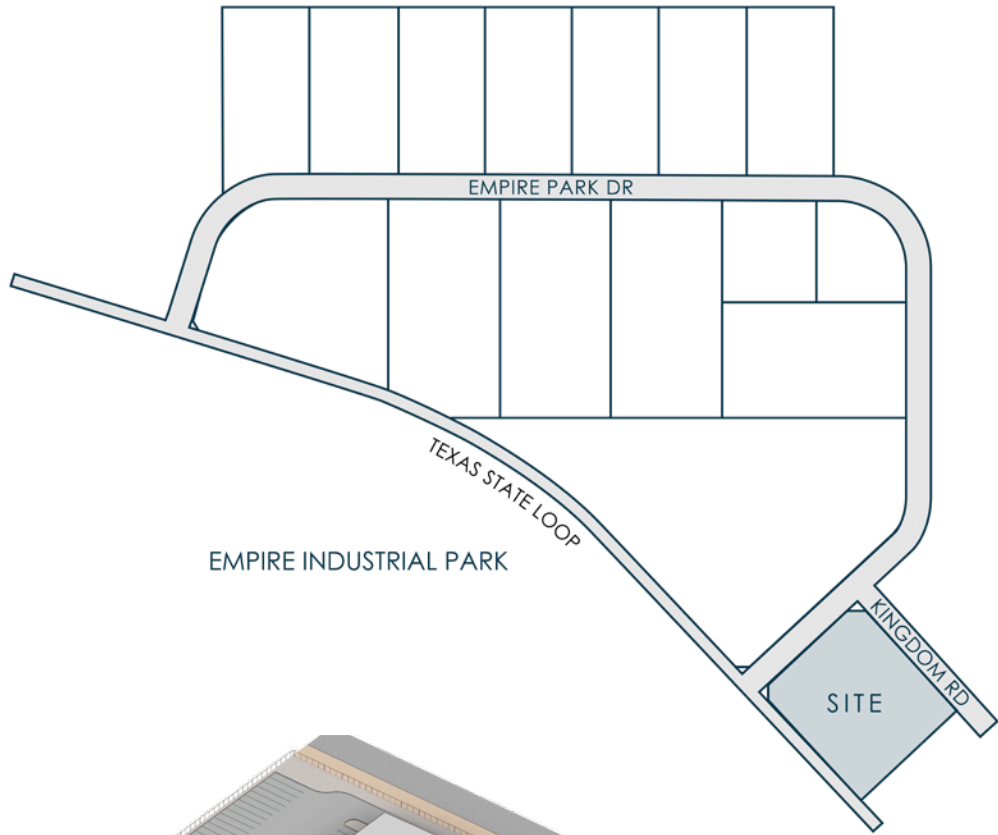 EMPIRE PARK DR
TEXAS STATE LOOP
EMPIRE INDUSTRIAL PARK
KINGDOM RD
SITE